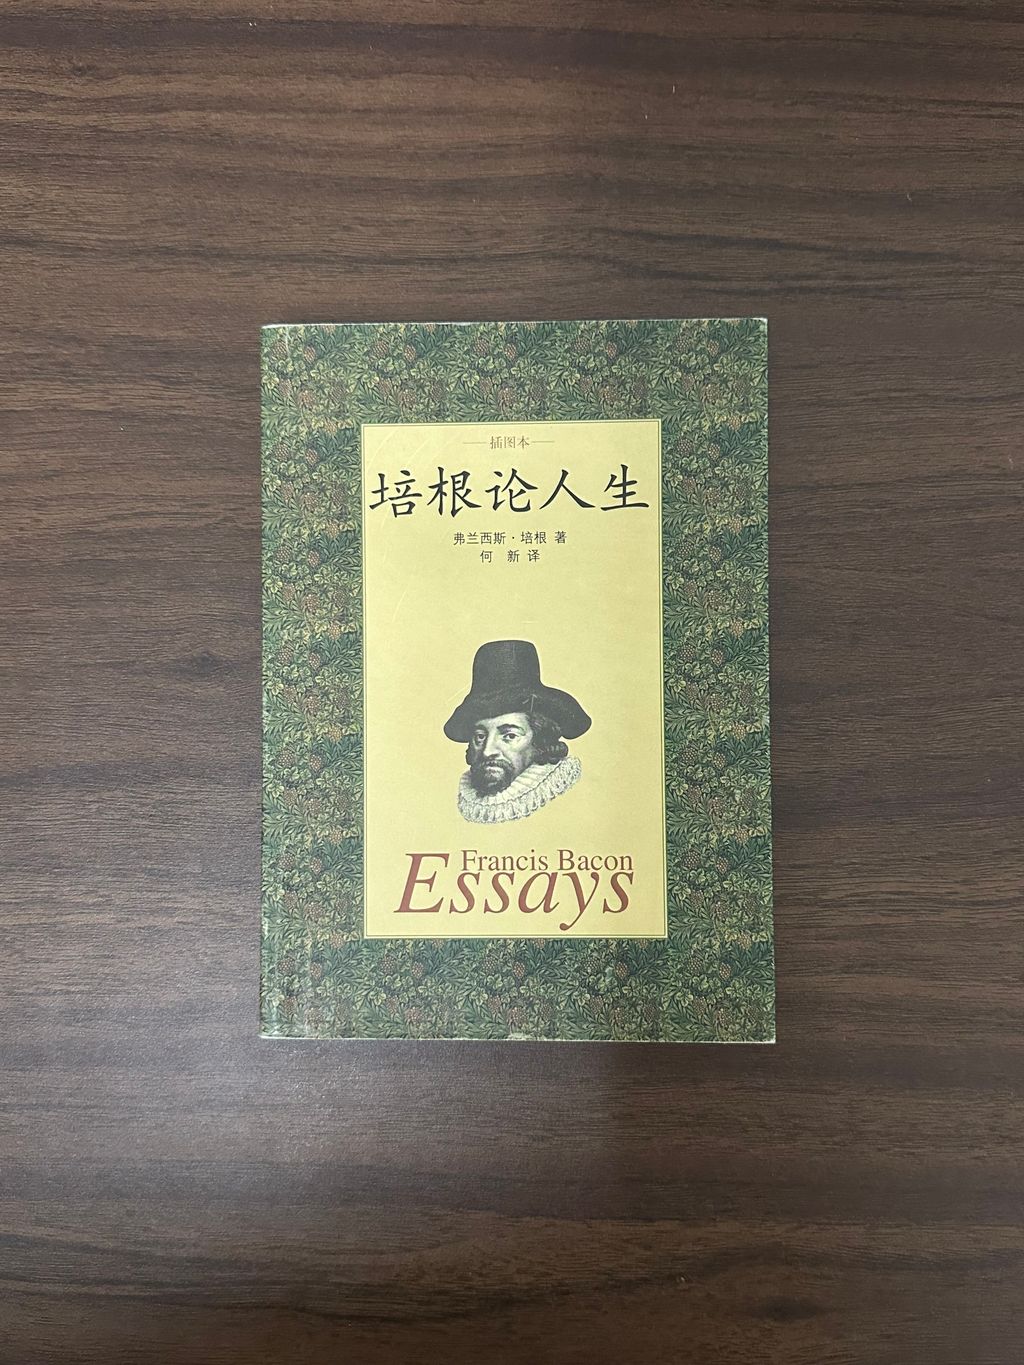 插图本
培根论人生
弗兰西斯·培根 著
何 新 译
Francis Bacon
Essays